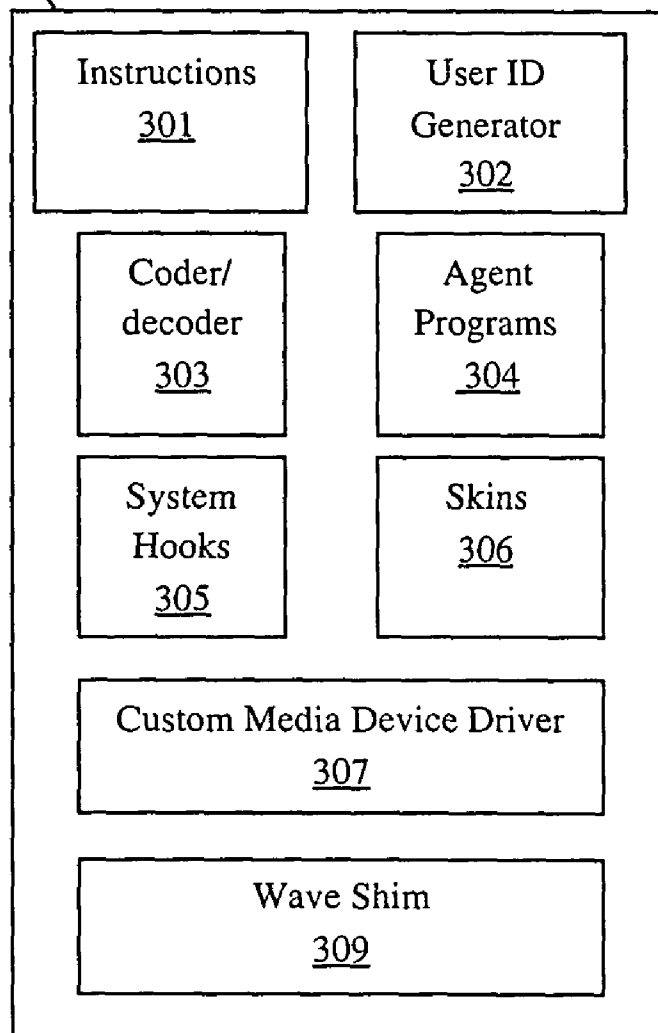 Instructions
301
User ID
Generator
302
Coder/
decoder
303
Agent
Programs
304
System
Hooks
305
Skins
306
Custom Media Device Driver
307
Wave Shim
309